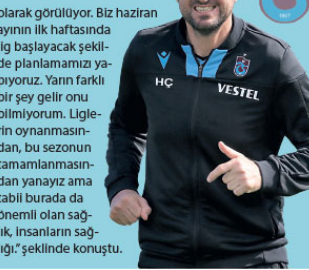 olarak görülüyor. Biz haziran
ayının ilk haftasında
lig başlayacak şekil-
de planlamamızı ya-
pıyoruz. Yarın farklı
bir şey gelir onu
bilmiyorum. Ligle-
rin oynanmasın-
dan, bu sezonun
tamamlanmasın-
dan yanayız ama
tabii burada da
önemli olan sağ-
lık, insanların sağ-
lığı.” şeklinde konuştu.
HÇ
VESTEL
1967